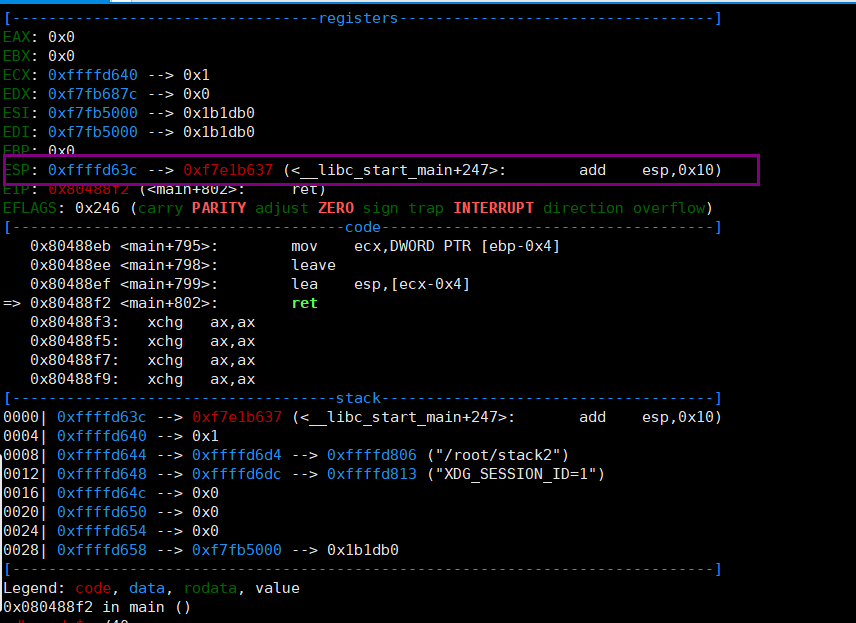 [----------------------------------registers-----------------------------------]
EAX: 0x0
EBX: 0x0
ECX: 0xffffd640 --> 0x1
EDX: 0xf7fb687c --> 0x0
ESI: 0xf7fb5000 --> 0x1b1db0
EDI: 0xf7fb5000 --> 0x1b1db0
EBP: 0x0
ESP: 0xffffd63c --> 0xf7e1b637 (<__libc_start_main+247>:        add    esp,0x10)
EIP: 0x80488f2 (<main+802>:     ret)
EFLAGS: 0x246 (carry PARITY adjust ZERO sign trap INTERRUPT direction overflow)
[-------------------------------------code-------------------------------------]
   0x80488eb <main+795>:        mov    ecx,DWORD PTR [ebp-0x4]
   0x80488ee <main+798>:        leave
   0x80488ef <main+799>:        lea    esp,[ecx-0x4]
=> 0x80488f2 <main+802>:        ret
   0x80488f3:   xchg   ax,ax
   0x80488f5:   xchg   ax,ax
   0x80488f7:   xchg   ax,ax
   0x80488f9:   xchg   ax,ax
[------------------------------------stack-------------------------------------]
0000| 0xffffd63c --> 0xf7e1b637 (<__libc_start_main+247>:        add    esp,0x10)
0004| 0xffffd640 --> 0x1
0008| 0xffffd644 --> 0xffffd6d4 --> 0xffffd806 ("/root/stack2")
0012| 0xffffd648 --> 0xffffd6dc --> 0xffffd813 ("XDG_SESSION_ID=1")
0016| 0xffffd64c --> 0x0
0020| 0xffffd650 --> 0x0
0024| 0xffffd654 --> 0x0
0028| 0xffffd658 --> 0xf7fb5000 --> 0x1b1db0
[------------------------------------------------------------------------------]
Legend: code, data, rodata, value
0x080488f2 in main ()